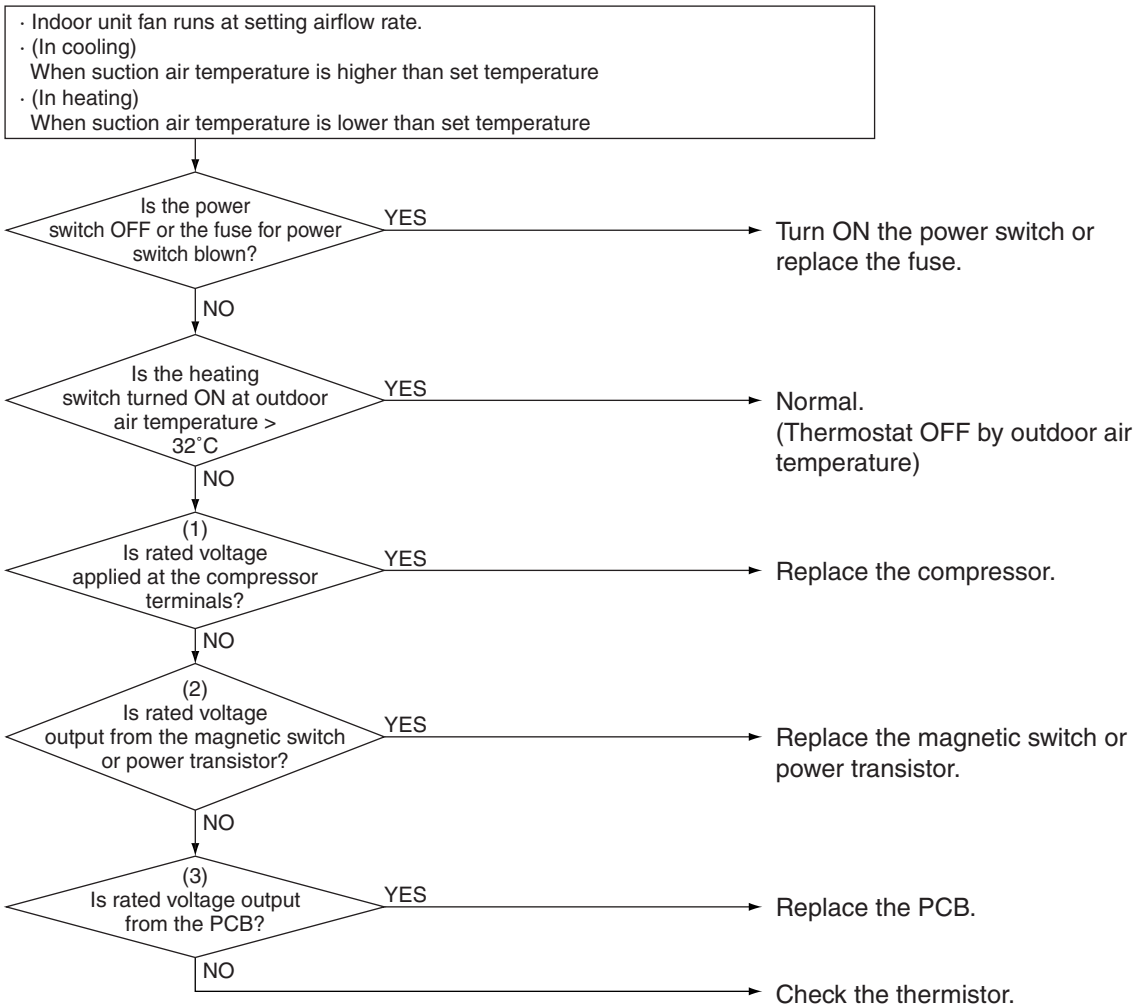 · Indoor unit fan runs at setting airflow rate.
· (In cooling)
When suction air temperature is higher than set temperature
· (In heating)
When suction air temperature is lower than set temperature
Is the power
switch OFF or the fuse for power
switch blown?
YES
Turn ON the power switch or
replace the fuse.
NO
Is the heating
switch turned ON at outdoor
air temperature >
32˚C
YES
Normal.
(Thermostat OFF by outdoor air
temperature)
NO
(1)
Is rated voltage
applied at the compressor
terminals?
YES
Replace the compressor.
NO
(2)
Is rated voltage
output from the magnetic switch
or power transistor?
YES
Replace the magnetic switch or
power transistor.
NO
(3)
Is rated voltage output
from the PCB?
YES
Replace the PCB.
NO
Check the thermistor.